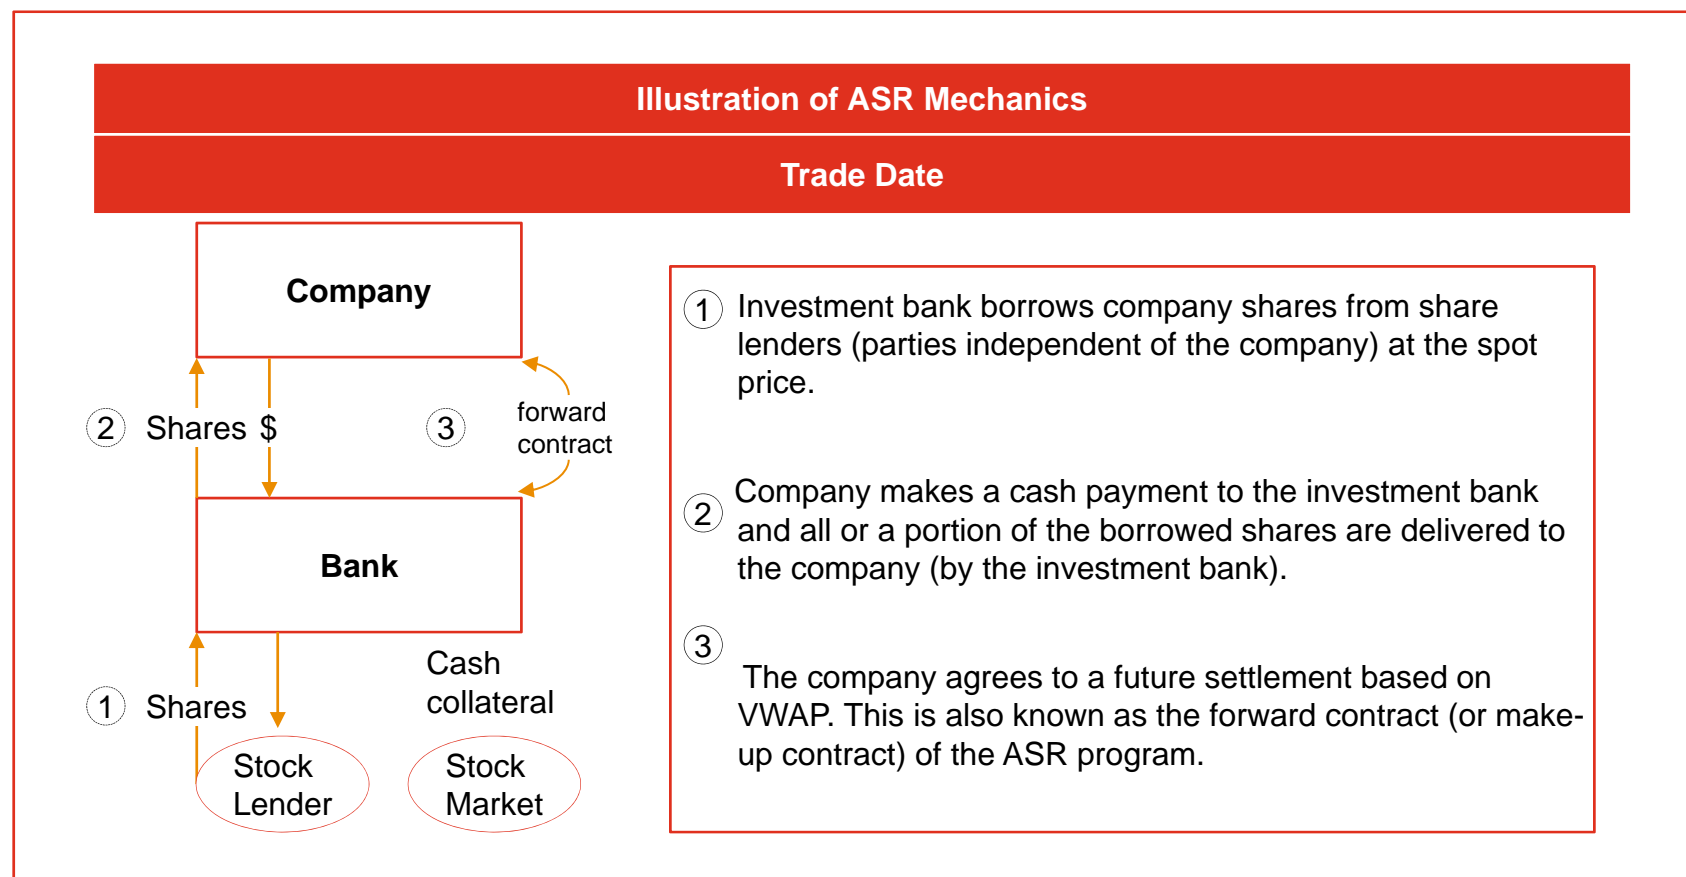 Illustration of ASR Mechanics
Trade Date
Company
2 Shares $
3
forward
contract
Bank
Cash
collateral
1 Shares
Stock
Lender
Stock
Market
1 Investment bank borrows company shares from share
lenders (parties independent of the company) at the spot
price.
2 Company makes a cash payment to the investment bank
and all or a portion of the borrowed shares are delivered to
the company (by the investment bank).
3
The company agrees to a future settlement based on
VWAP. This is also known as the forward contract (or make-
up contract) of the ASR program.